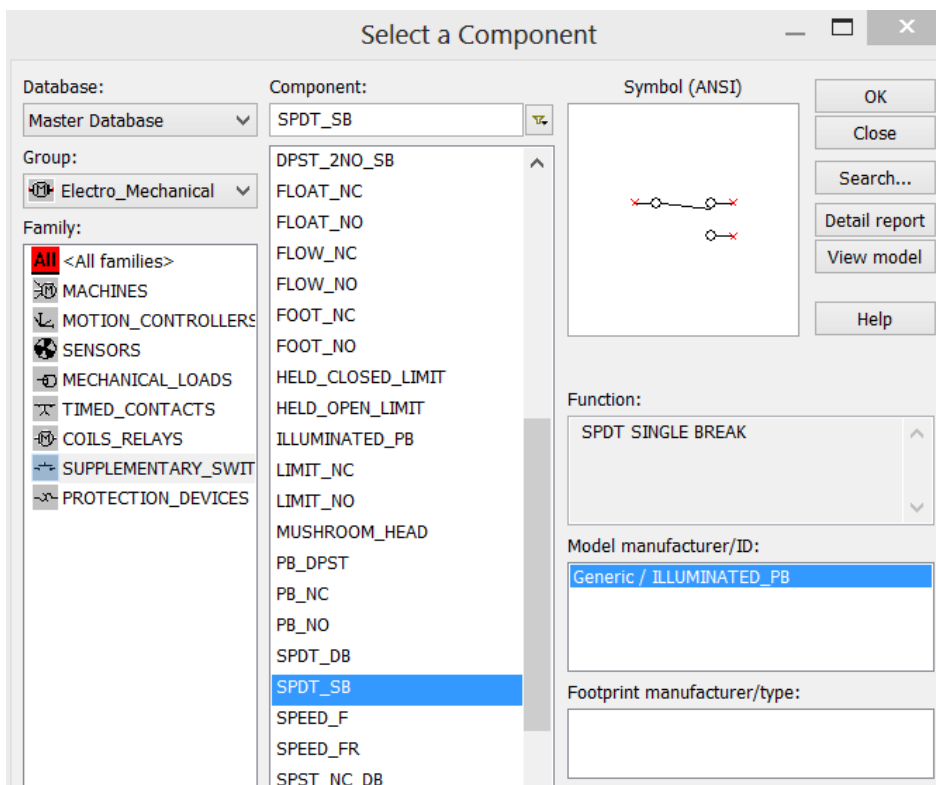 Select a Component
Database:
Master Database
Group:
Electro_Mechanical
Family:
All <All families>
MACHINES
MOTION_CONTROLLERS
SENSORS
MECHANICAL_LOADS
TIMED_CONTACTS
COILS_RELAYS
SUPPLEMENTARY_SWIT
PROTECTION_DEVICES
Component:
SPDT_SB
DPST_2NO_SB
FLOAT_NC
FLOAT_NO
FLOW_NC
FLOW_NO
FOOT_NC
FOOT_NO
HELD_CLOSED_LIMIT
HELD_OPEN_LIMIT
ILLUMINATED_PB
LIMIT_NC
LIMIT_NO
MUSHROOM_HEAD
PB_DPST
PB_NC
PB_NO
SPDT_DB
SPDT_SB
SPEED_F
SPEED_FR
SPST_NC_DB
Symbol (ANSI)
Function:
SPDT SINGLE BREAK
Model manufacturer/ID:
Generic / ILLUMINATED_PB
Footprint manufacturer/type:
OK
Close
Search...
Detail report
View model
Help